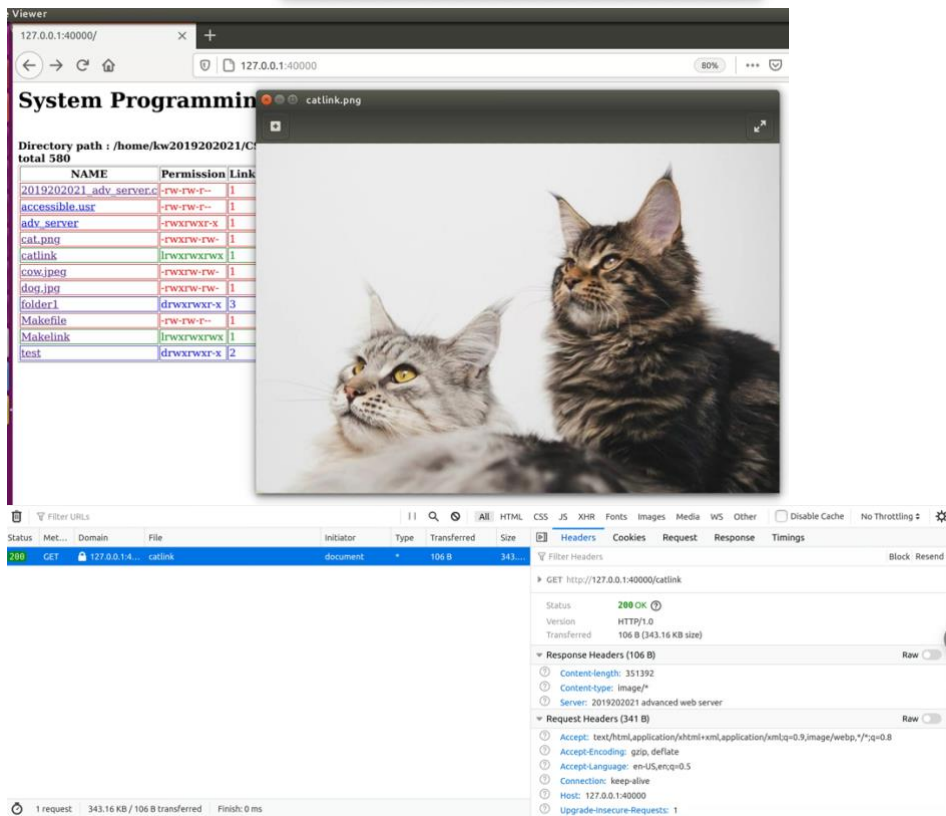 Viewer
127.0.0.1:40000/
127.0.0.1:40000
80%
System Programmin
catlink.png
Directory path : /home/kw2019202021/CS
total 580
NAME Permission Link
2019202021_adv_server.c -rw-rw-r-- 1
accessible.usr -rw-rw-r-- 1
adv_server -rwxrwxr-x 1
cat.png -rwxrw-rw- 1
catlink lrwxrwxrwx 1
cow.jpeg -rwxrw-rw- 1
dog.jpg -rwxrw-rw- 1
folder1 drwxrwxr-x 3
Makefile -rw-rw-r-- 1
Makelink lrwxrwxrwx 1
test drwxrwxr-x 2
Filter URLs All HTML CSS JS XHR Fonts Images Media WS Other Disable Cache No Throttling
Status Met... Domain File Initiator Type Transferred Size Headers Cookies Request Response Timings
200 GET 127.0.0.1:4... catlink document * 106 B 343....
Filter Headers Block Resend
GET http://127.0.0.1:40000/catlink
Status 200 OK
Version HTTP/1.0
Transferred 106 B (343.16 KB size)
Response Headers (106 B) Raw
Content-length: 351392
Content-type: image/*
Server: 2019202021 advanced web server
Request Headers (341 B) Raw
Accept: text/html,application/xhtml+xml,application/xml;q=0.9,image/webp,*/*;q=0.8
Accept-Encoding: gzip, deflate
Accept-Language: en-US,en;q=0.5
Connection: keep-alive
Host: 127.0.0.1:40000
Upgrade-Insecure-Requests: 1
1 request 343.16 KB / 106 B transferred Finish: 0 ms